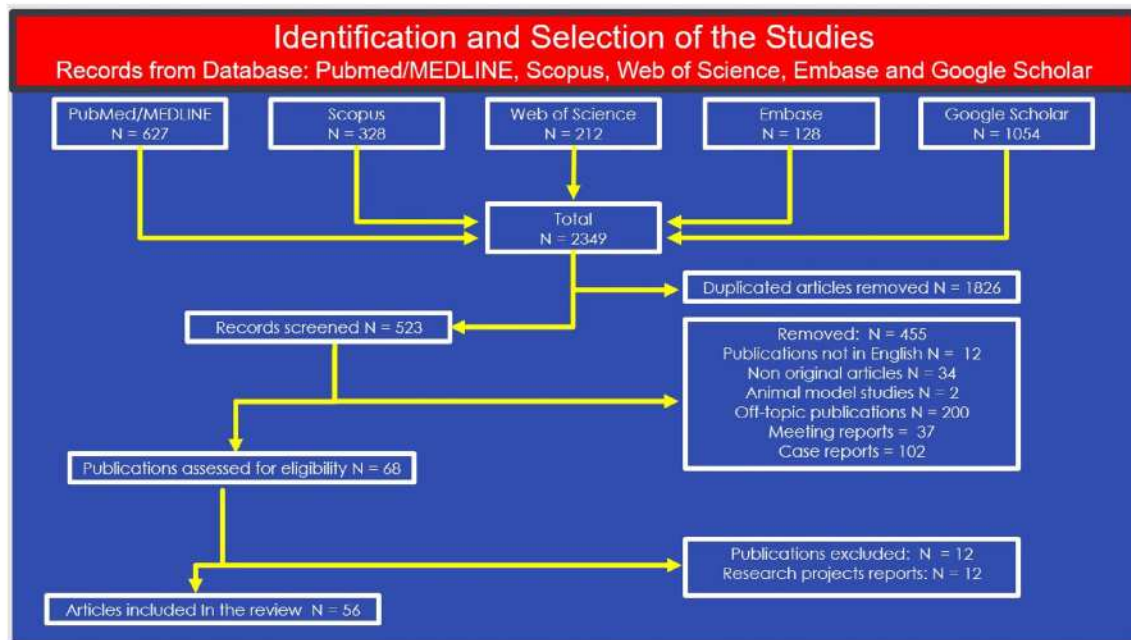 Identification and Selection of the Studies
Records from Database: Pubmed/MEDLINE, Scopus, Web of Science, Embase and Google Scholar
PubMed/MEDLINE
N = 627
Scopus
N = 328
Web of Science
N = 212
Embase
N = 128
Google Scholar
N = 1054
Total
N = 2349
Duplicated articles removed N = 1826
Records screened N = 523
Removed: N = 455
Publications not in English N = 12
Non original articles N = 34
Animal model studies N = 2
Off-topic publications N = 200
Meeting reports = 37
Case reports = 102
Publications assessed for eligibility N = 68
Publications excluded: N = 12
Research projects reports: N = 12
Articles included In the review N = 56